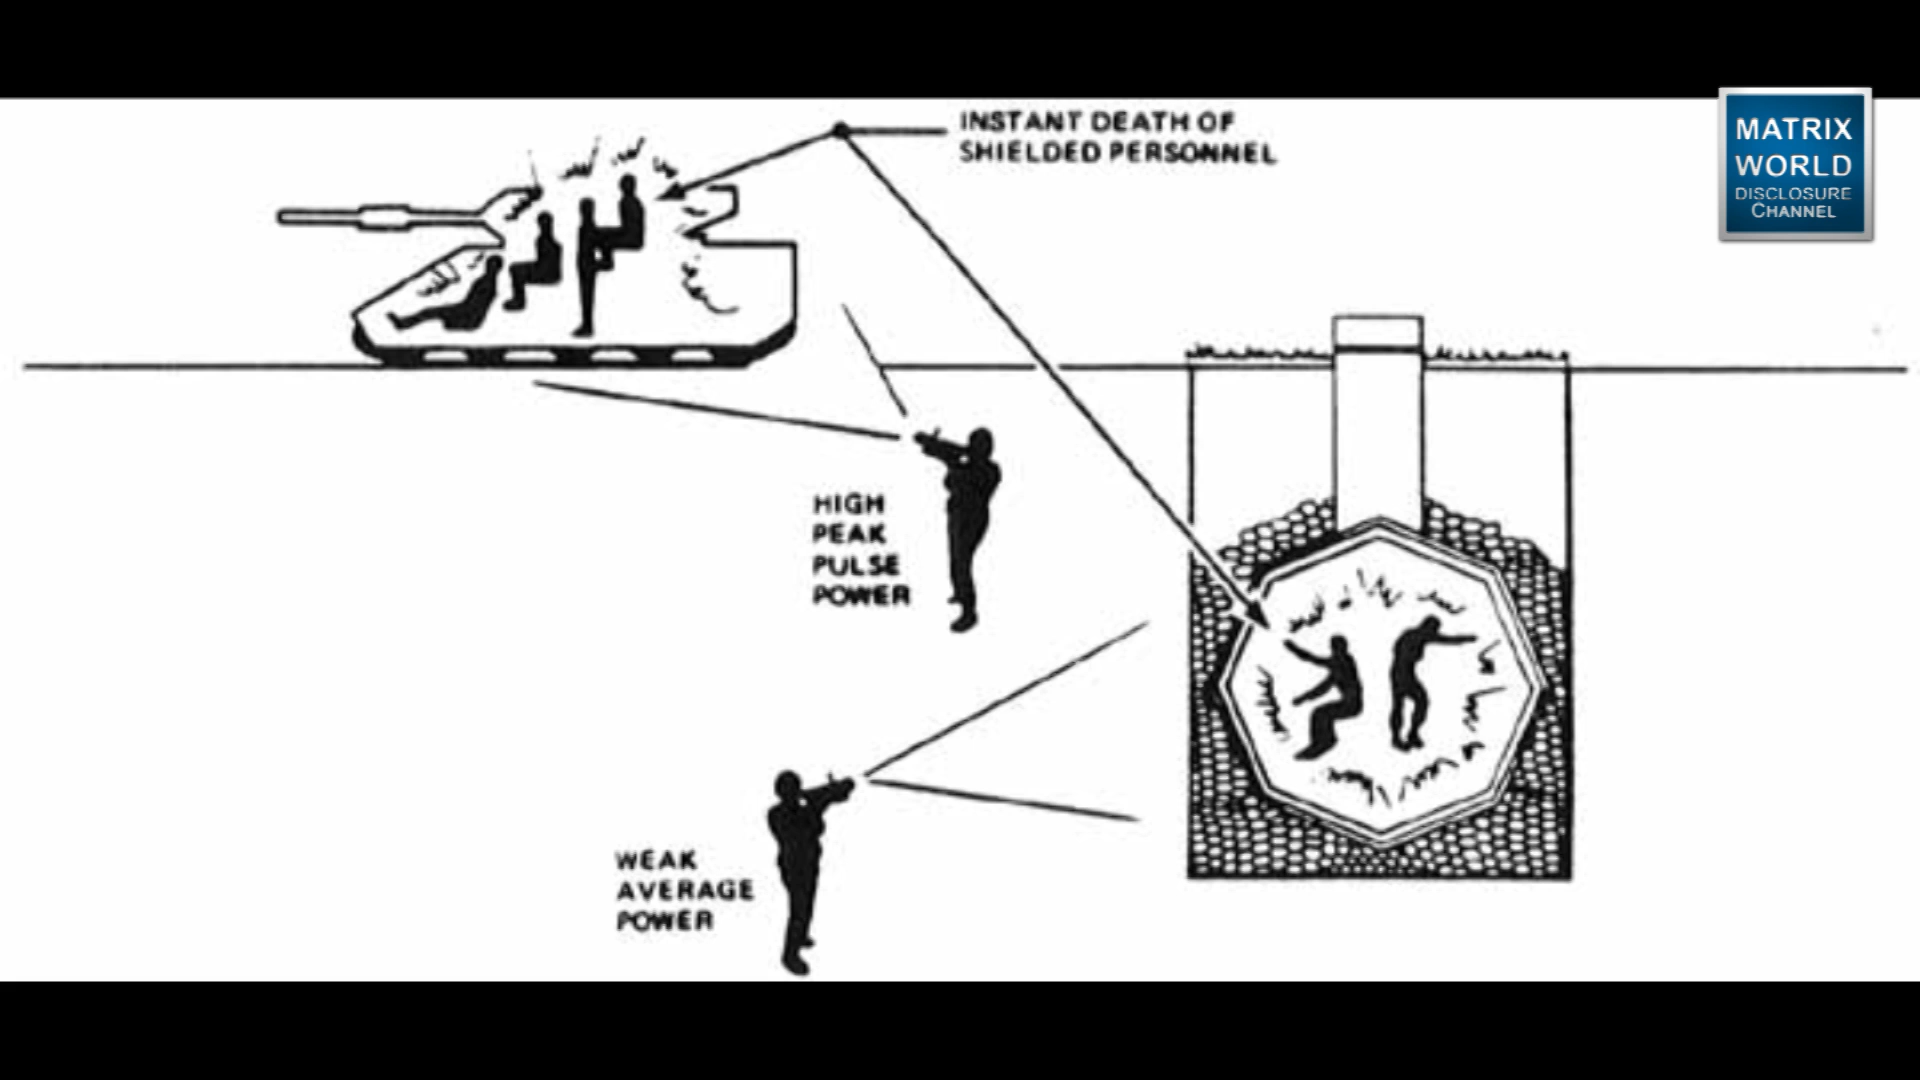 INSTANT DEATH OF
SHIELDED PERSONNEL
MATRIX
WORLD
DISCLOSURE
CHANNEL
HIGH
PEAK
PULSE
POWER
WEAK
AVERAGE
POWER